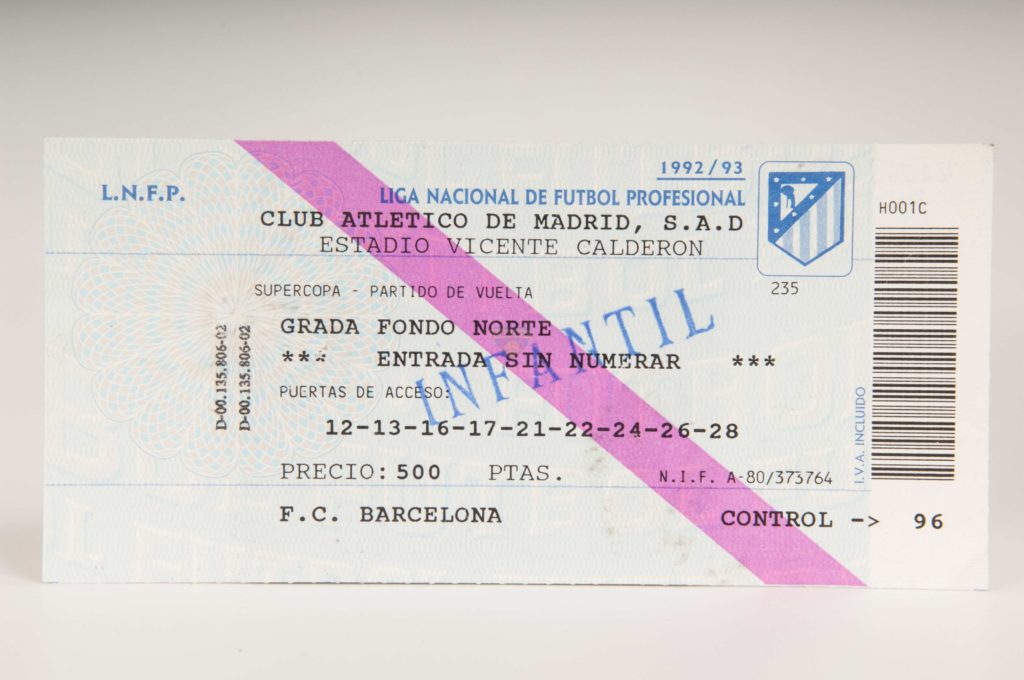 1992/93
L.N.F.P.
LIGA NACIONAL DE FUTBOL PROFESIONAL
CLUB ATLETICO DE MADRID, S.A.D
ESTADIO VICENTE CALDERON
H001C
235
SUPERCOPA - PARTIDO DE VUELTA
GRADA FONDO NORTE
*** ENTRADA SIN NUMERAR ***
INFANTIL
PUERTAS DE ACCESO:
12-13-16-17-21-22-24-26-28
PRECIO: 500 PTAS.
N.I.F. A-80/373764
F.C. BARCELONA
CONTROL -> 96
D-00.135.806-02
D-00.135.806-02
I.V.A. INCLUIDO